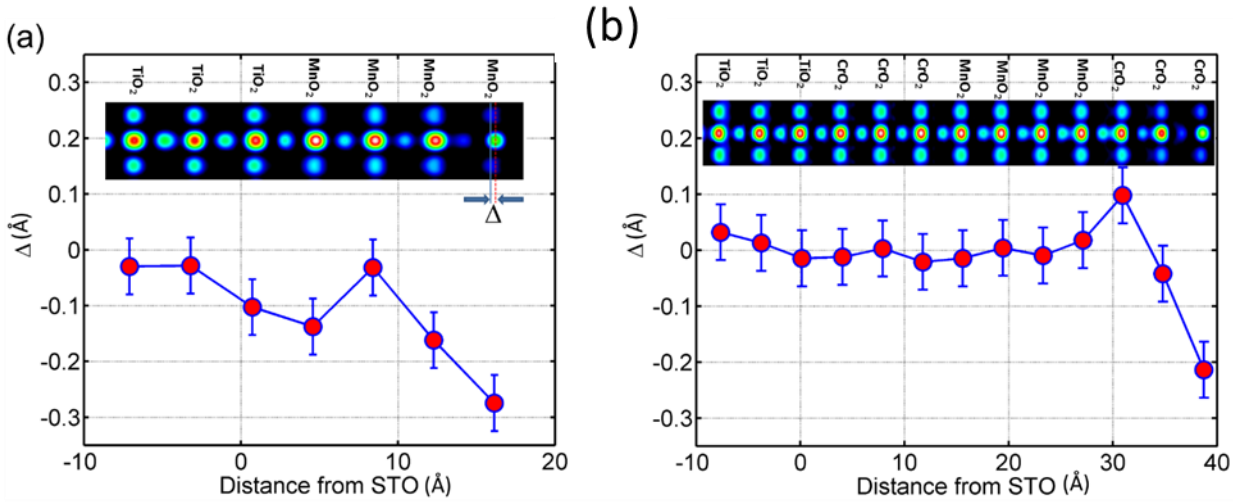 (a)
TiO₂ TiO₂ TiO₂ MnO₂ MnO₂ MnO₂ MnO₂
0.3
0.2
0.1
0
-0.1
-0.2
-0.3
Δ (Å)
Δ
-10 0 10 20
Distance from STO (Å)
(b)
TiO₂ TiO₂ TiO₂ CrO₂ CrO₂ CrO₂ MnO₂ MnO₂ MnO₂ MnO₂ CrO₂ CrO₂ CrO₂
0.3
0.2
0.1
0
-0.1
-0.2
-0.3
Δ (Å)
-10 0 10 20 30 40
Distance from STO (Å)